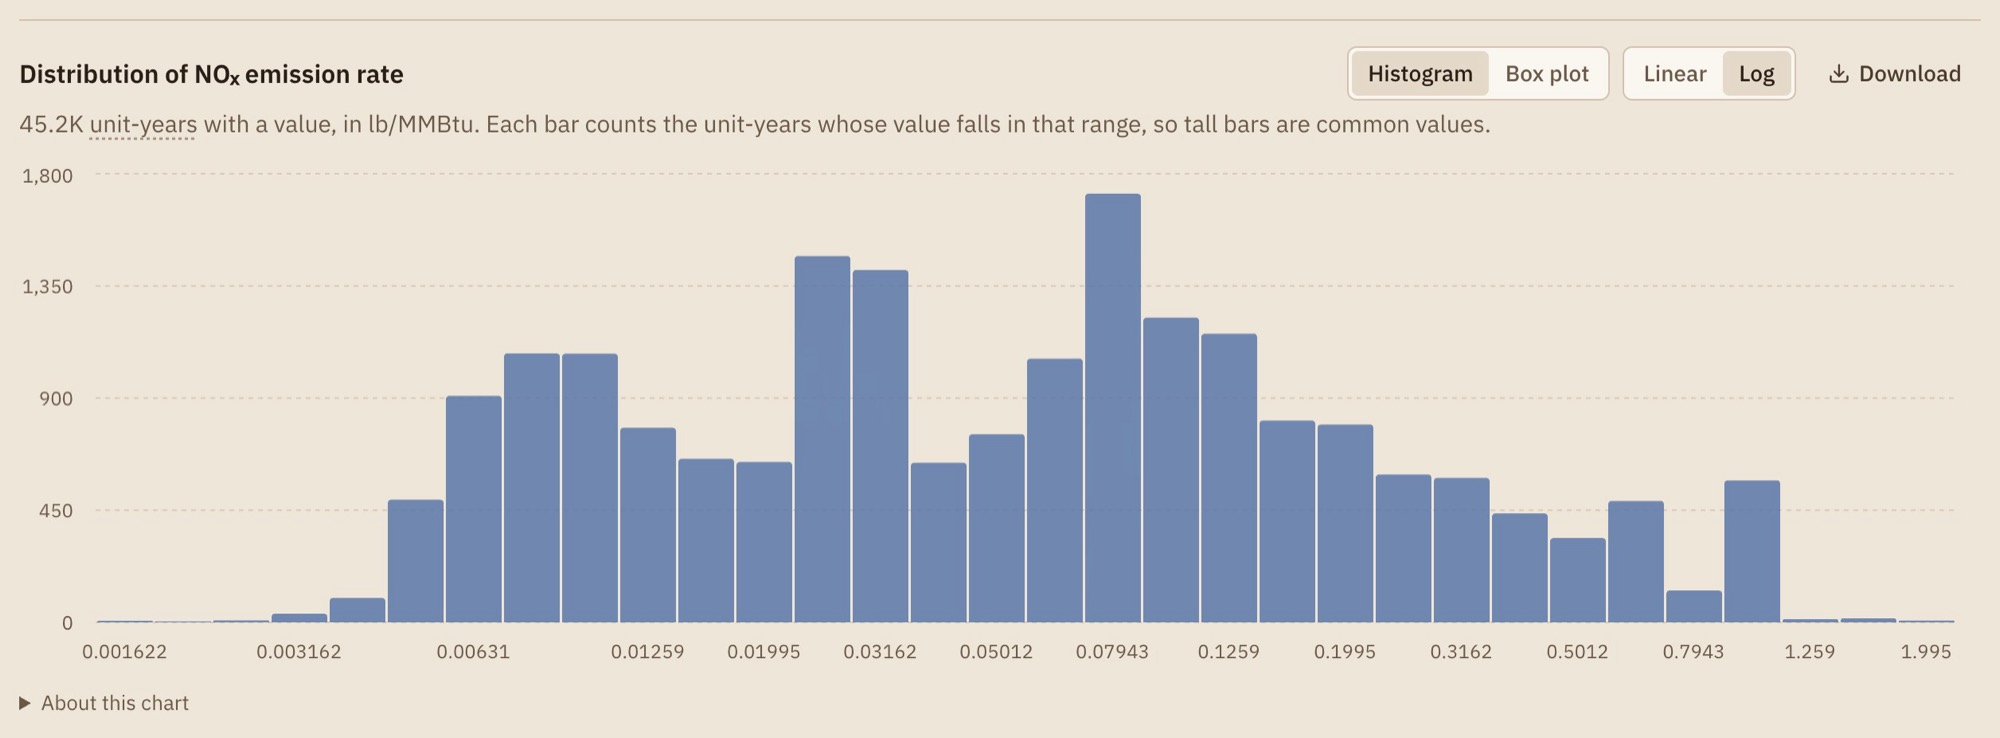 Distribution of NOₓ emission rate
Histogram Box plot Linear Log Download
45.2K unit-years with a value, in lb/MMBtu. Each bar counts the unit-years whose value falls in that range, so tall bars are common values.
1,800
1,350
900
450
0
0.001622 0.003162 0.00631 0.01259 0.01995 0.03162 0.05012 0.07943 0.1259 0.1995 0.3162 0.5012 0.7943 1.259 1.995
About this chart